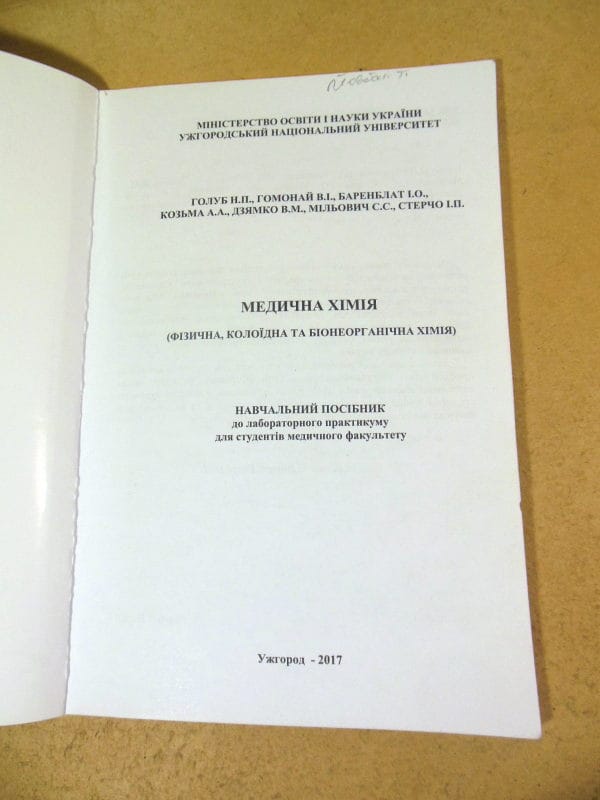 МІНІСТЕРСТВО ОСВІТИ І НАУКИ УКРАЇНИ
УЖГОРОДСЬКИЙ НАЦІОНАЛЬНИЙ УНІВЕРСИТЕТ
ГОЛУБ Н.П., ГОМОНАЙ В.І., БАРЕНБЛАТ І.О.,
КОЗЬМА А.А., ДЗЯМКО В.М., МІЛЬОВИЧ С.С., СТЕРЧО І.П.
МЕДИЧНА ХІМІЯ
(ФІЗИЧНА, КОЛОЇДНА ТА БІОНЕОРГАНІЧНА ХІМІЯ)
НАВЧАЛЬНИЙ ПОСІБНИК
до лабораторного практикуму
для студентів медичного факультету
Ужгород - 2017